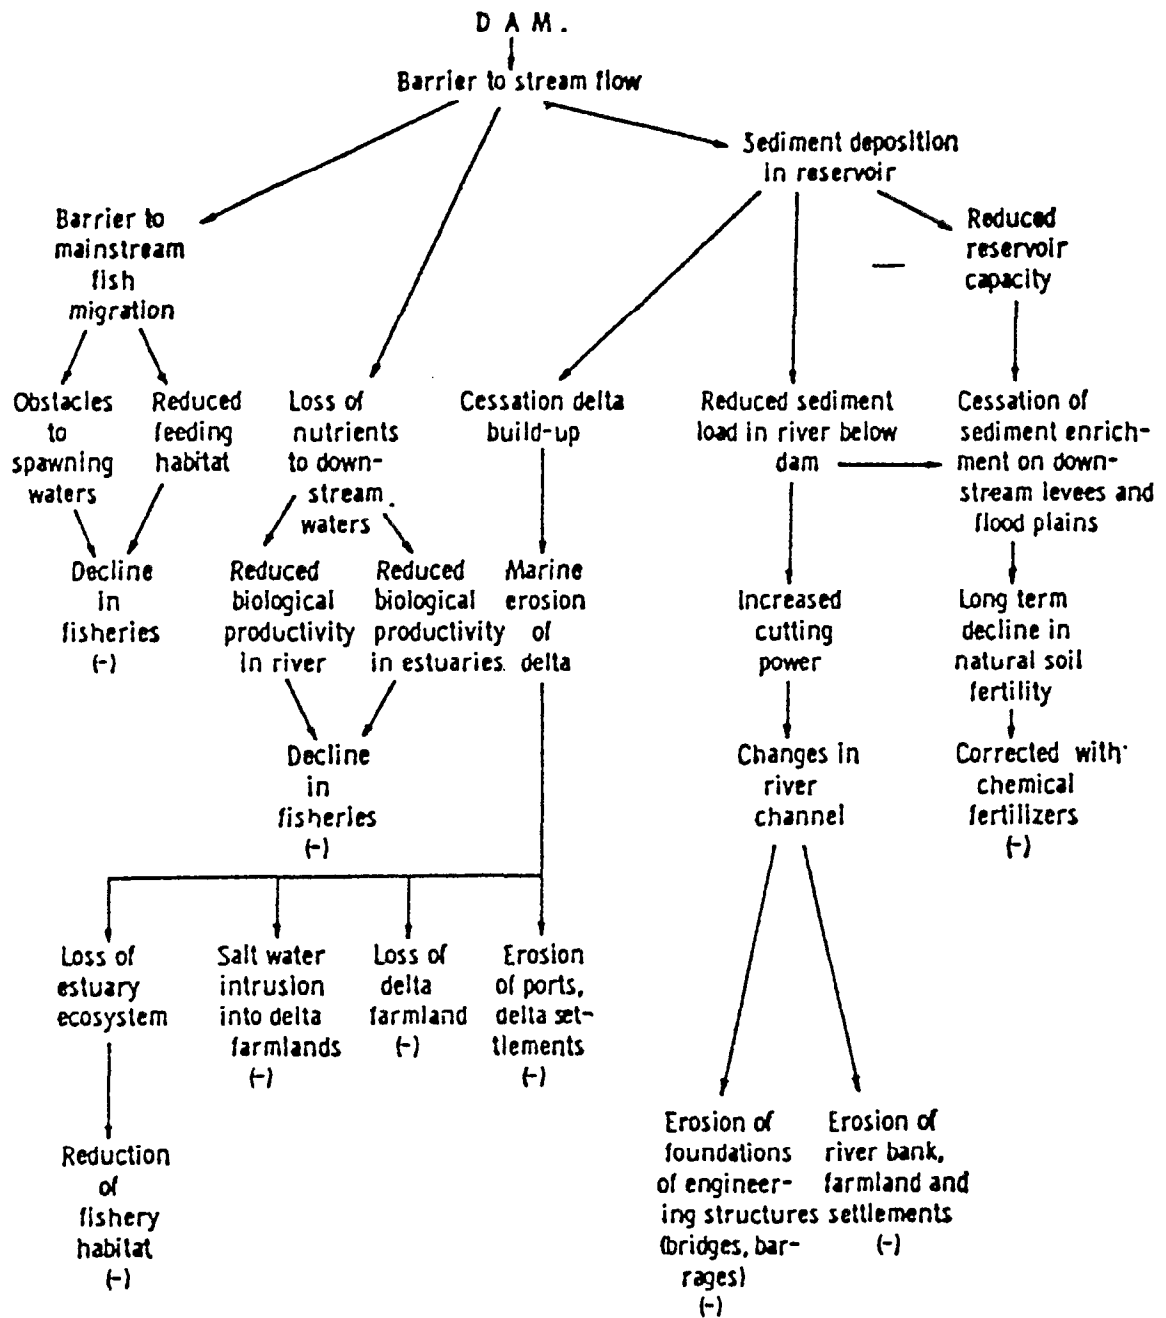 D A M.
Barrier to stream flow
Sediment deposition
in reservoir
Barrier to
mainstream
fish
migration
Reduced
reservoir
capacity
Obstacles
to
spawning
waters
Reduced
feeding
habitat
Loss of
nutrients
to down-
stream
waters
Cessation delta
build-up
Reduced sediment
load in river below
dam
Cessation of
sediment enrich-
ment on down-
stream levees and
flood plains
Decline
in
fisheries
(-)
Reduced
biological
productivity
in river
Reduced
biological
productivity
in estuaries
Marine
erosion
of
delta
Increased
cutting
power
Long term
decline in
natural soil
fertility
Decline
in
fisheries
(-)
Changes in
river
channel
Corrected with
chemical
fertilizers
(-)
Loss of
estuary
ecosystem
Salt water
intrusion
into delta
farmlands
(-)
Loss of
delta
farmland
(-)
Erosion
of ports,
delta set-
tlements
(-)
Reduction
of
fishery
habitat
(-)
Erosion of
foundations
of engineer-
ing structures
(bridges, bar-
rages)
(-)
Erosion of
river bank,
farmland and
settlements
(-)